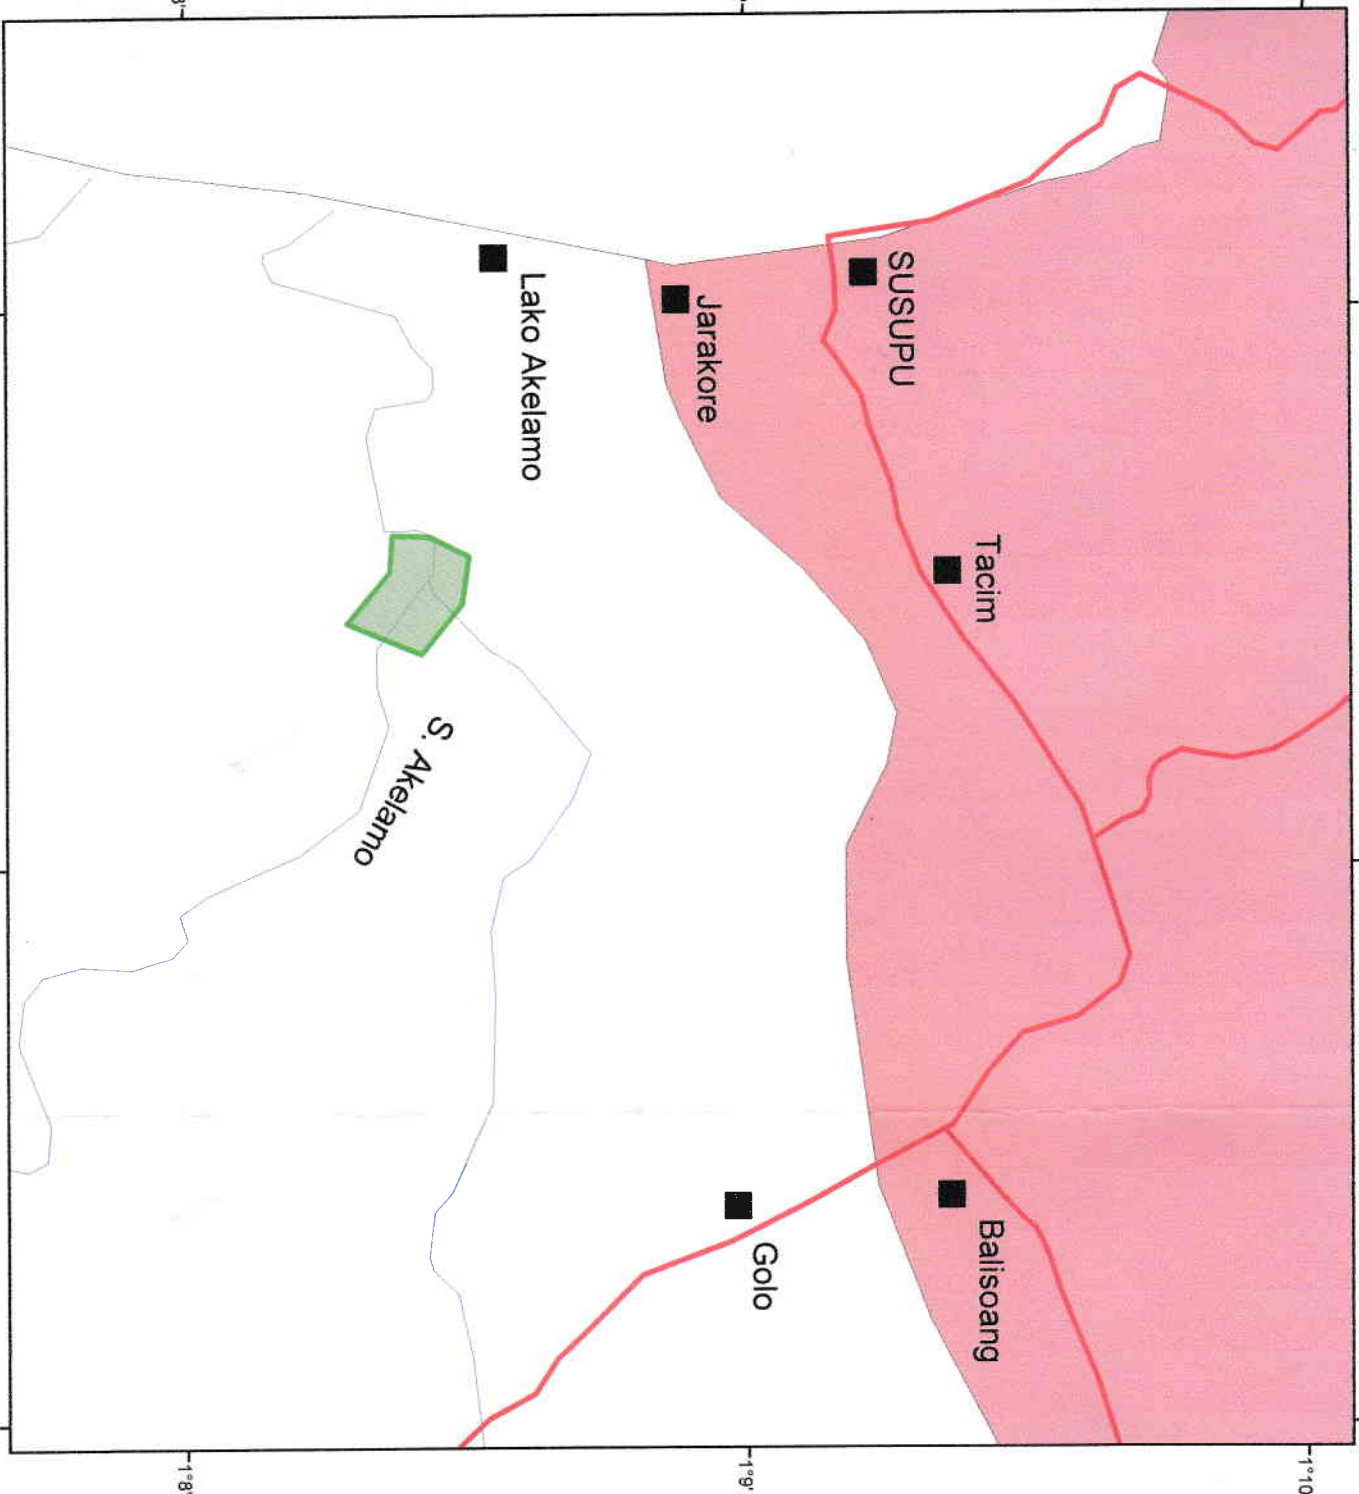 SUSUPU
Jarakore
Lako Akelamo
Tacim
S. Akelamo
Balisoang
Golo
1°8'
1°9'
1°10